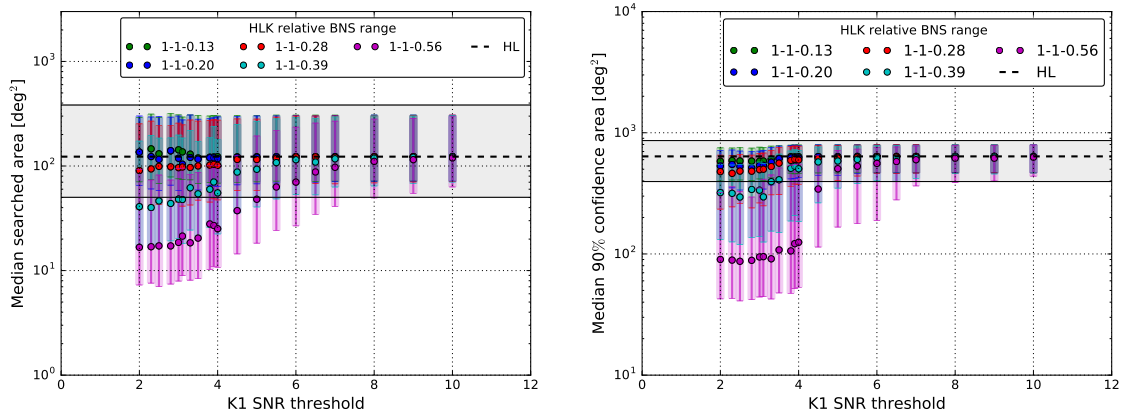 HLK relative BNS range
1-1-0.13 1-1-0.28 1-1-0.56 HL
1-1-0.20 1-1-0.39
Median searched area [deg²]
10³
10²
10¹
10⁰
0 2 4 6 8 10 12
K1 SNR threshold
HLK relative BNS range
1-1-0.13 1-1-0.28 1-1-0.56
1-1-0.20 1-1-0.39 HL
Median 90% confidence area [deg²]
10⁴
10³
10²
10¹
0 2 4 6 8 10 12
K1 SNR threshold